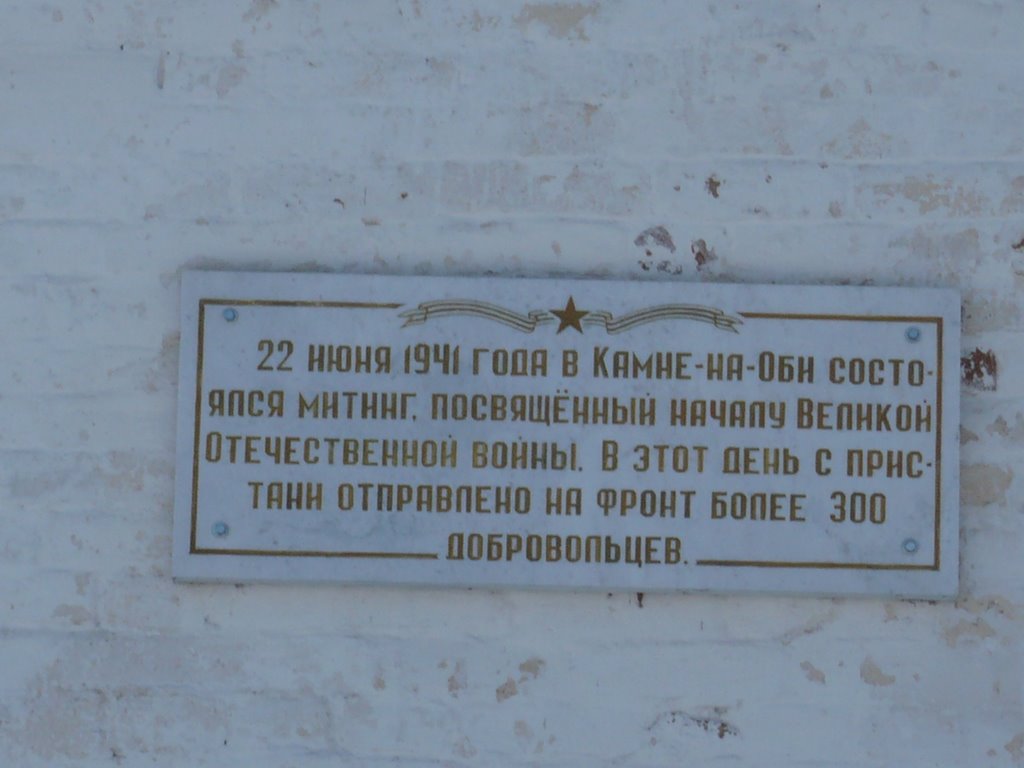 22 июня 1941 года в Камне-на-Оби состо-
ялся митинг, посвящённый началу Великой
Отечественной войны. В этот день с прис-
тани отправлено на фронт более 300
добровольцев.